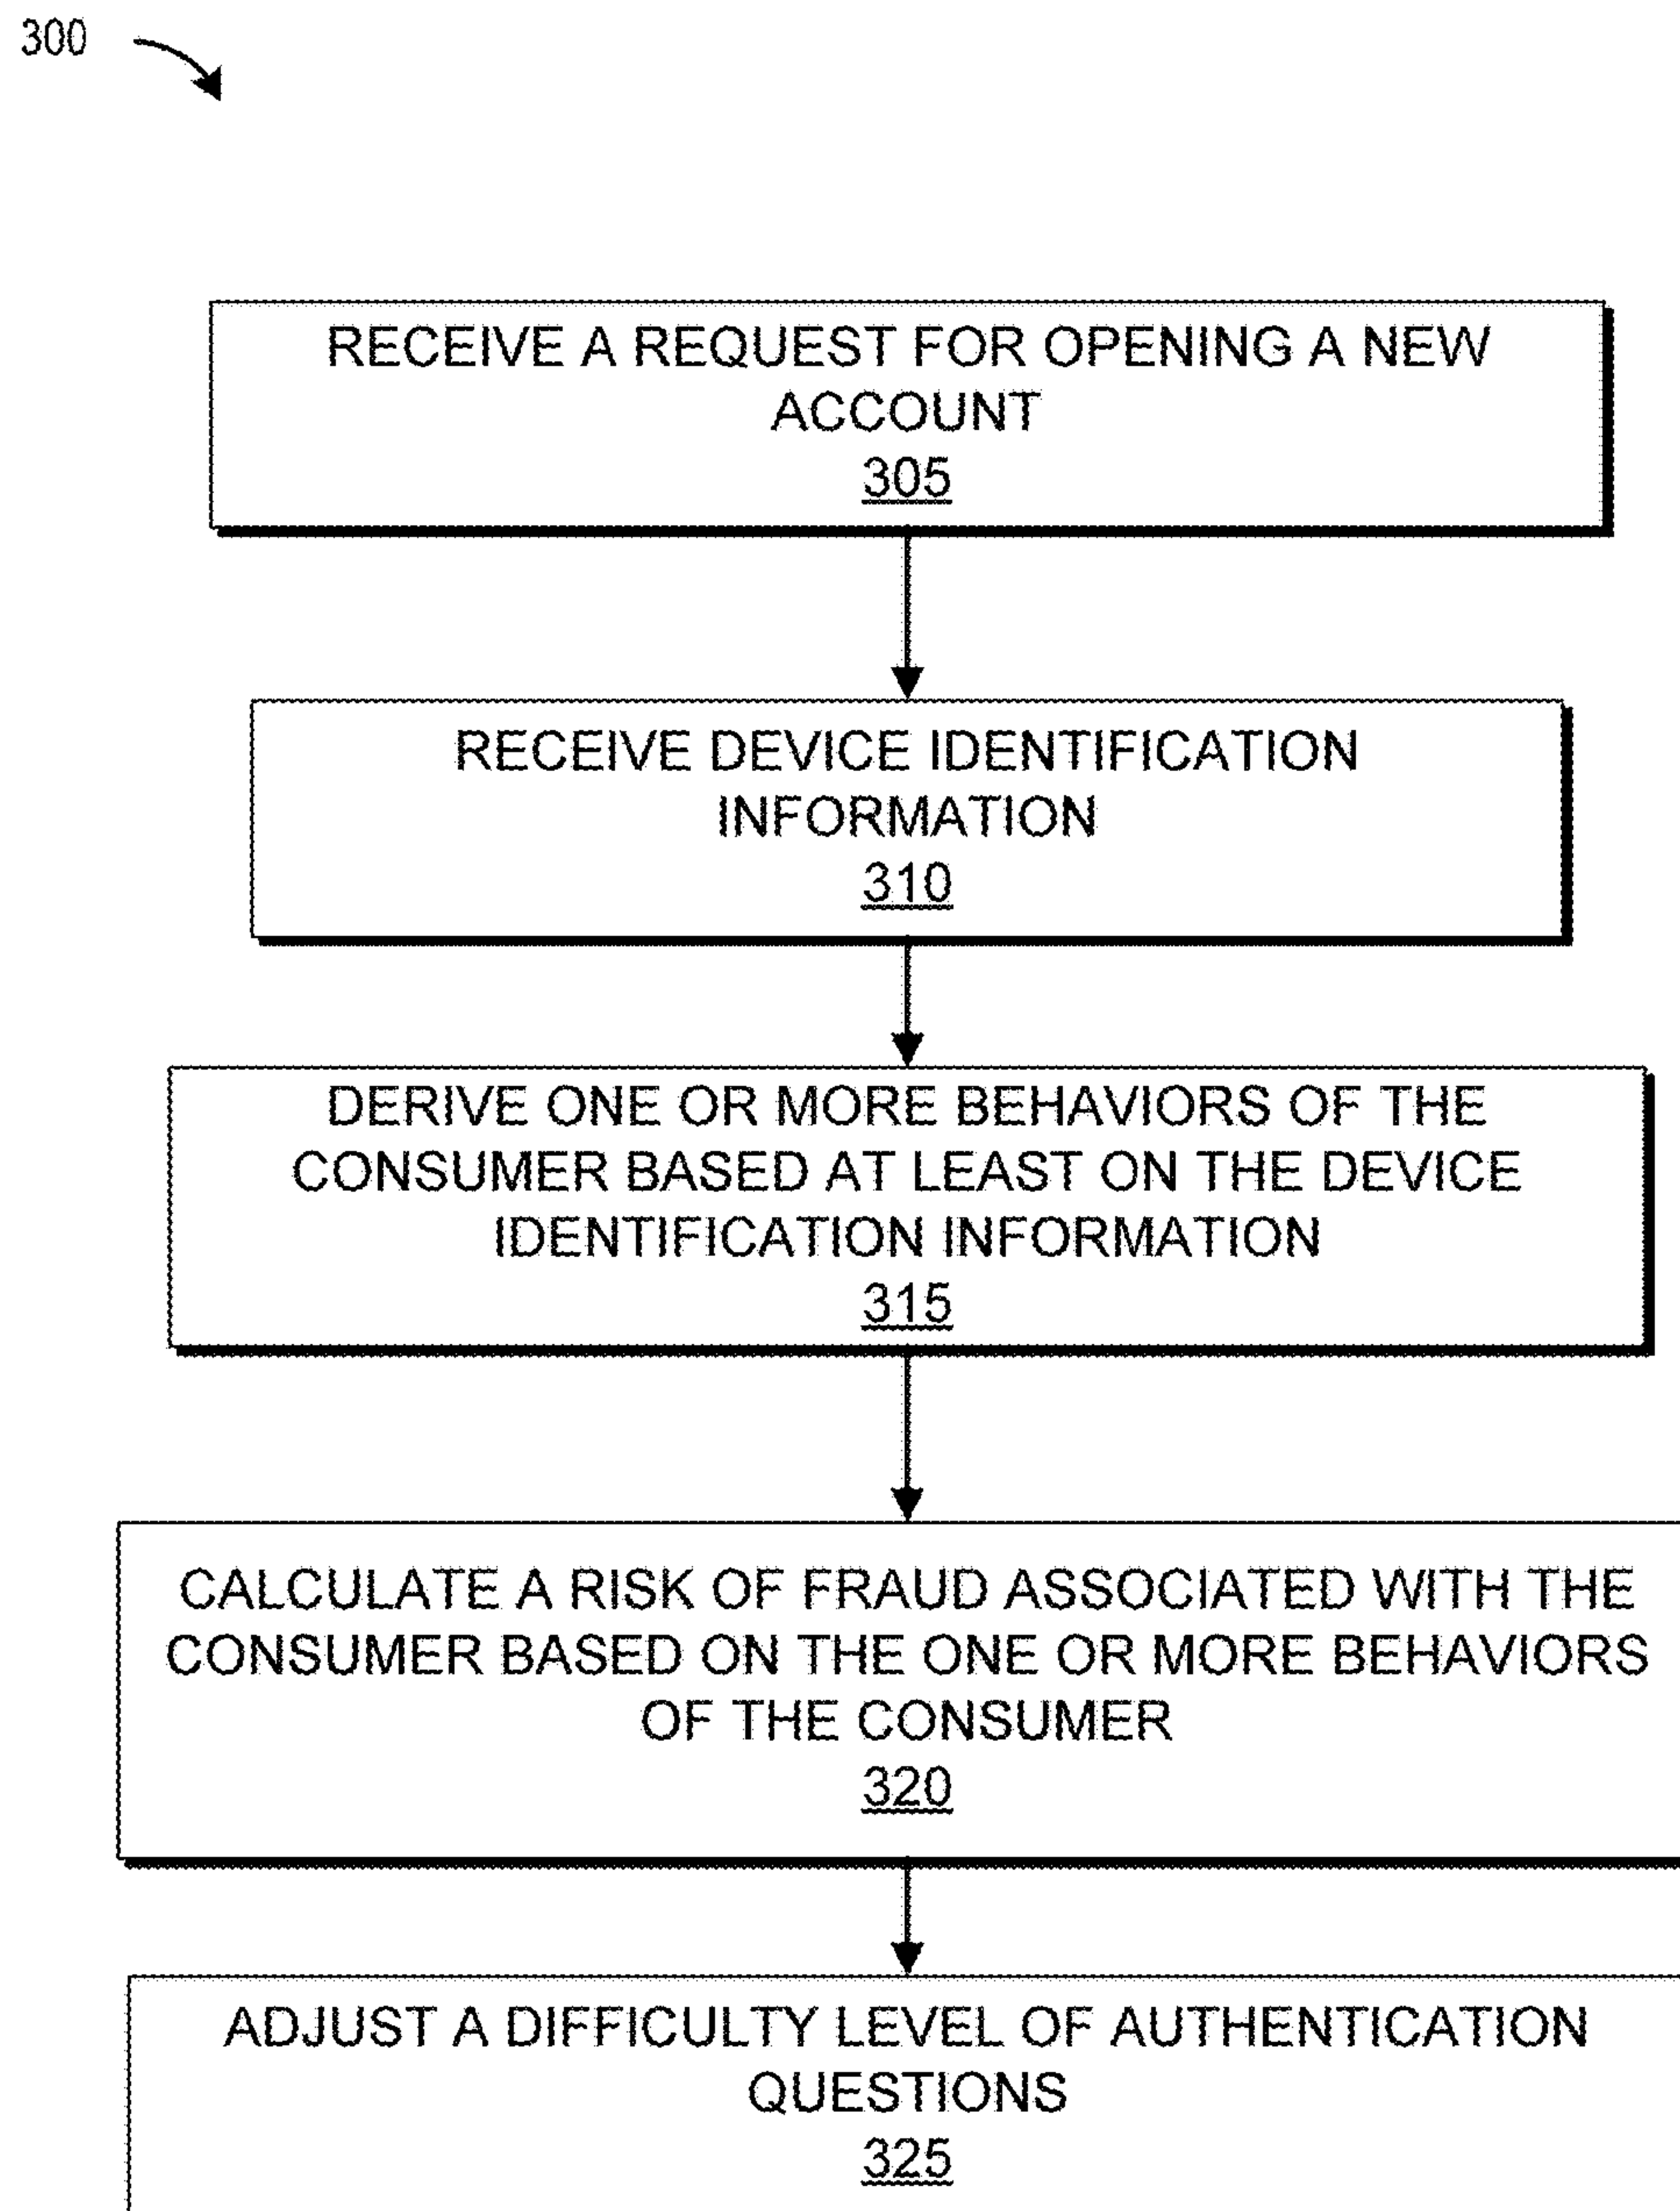 300
RECEIVE A REQUEST FOR OPENING A NEW
ACCOUNT
305
RECEIVE DEVICE IDENTIFICATION
INFORMATION
310
DERIVE ONE OR MORE BEHAVIORS OF THE
CONSUMER BASED AT LEAST ON THE DEVICE
IDENTIFICATION INFORMATION
315
CALCULATE A RISK OF FRAUD ASSOCIATED WITH THE
CONSUMER BASED ON THE ONE OR MORE BEHAVIORS
OF THE CONSUMER
320
ADJUST A DIFFICULTY LEVEL OF AUTHENTICATION
QUESTIONS
325